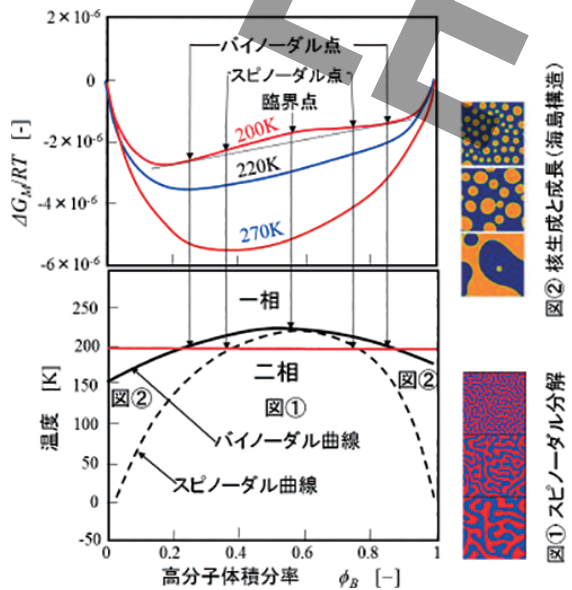 2×10⁻⁶
0
-2×10⁻⁶
-4×10⁻⁶
-6×10⁻⁶
ΔG_M/RT [-]
バイノーダル点
スピノーダル点
臨界点
200K
220K
270K
250
200
150
100
50
0
-50
温度 [K]
一相
二相
図②
図①
図②
バイノーダル曲線
スピノーダル曲線
0 0.2 0.4 0.6 0.8 1
高分子体積分率 ϕ_B [-]
図② 核生成と成長(海島構造)
図① スピノーダル分解